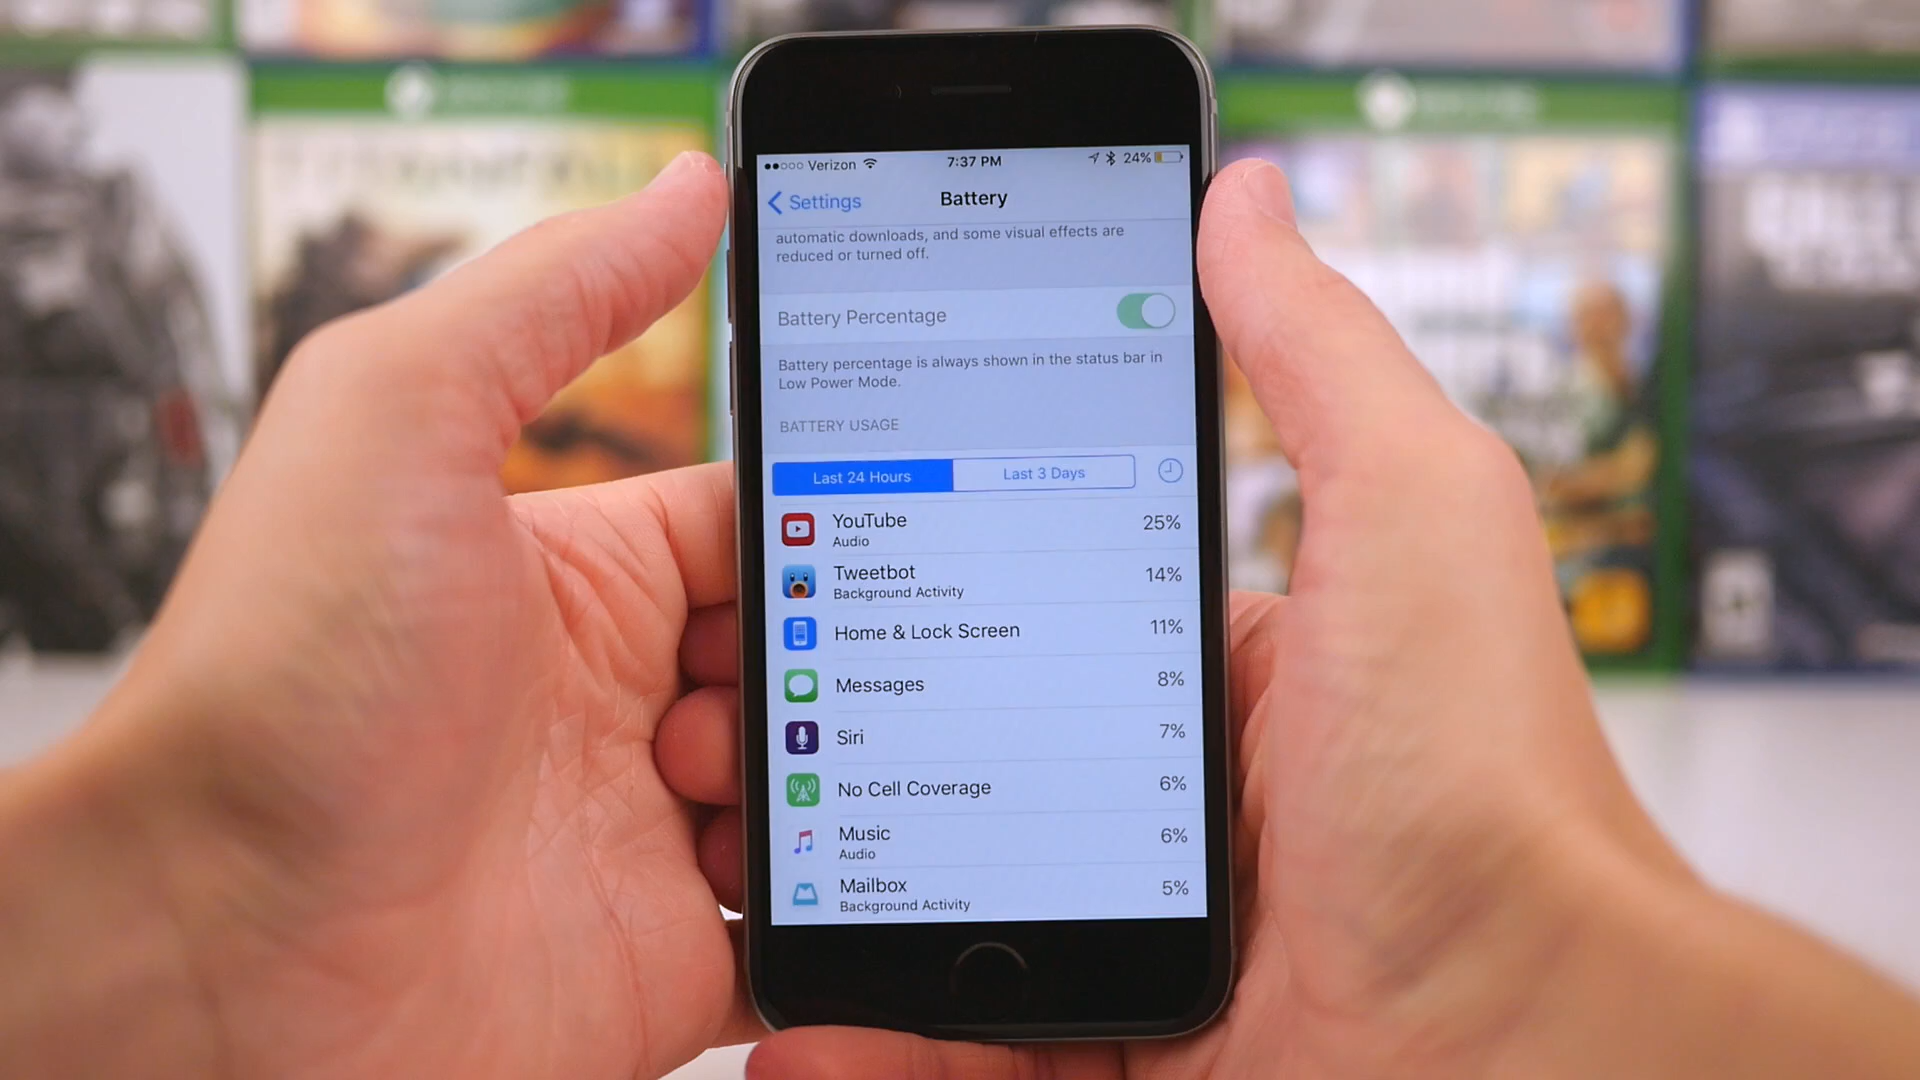 Verizon 7:37 PM 24%
Settings Battery
automatic downloads, and some visual effects are
reduced or turned off.
Battery Percentage
Battery percentage is always shown in the status bar in
Low Power Mode.
BATTERY USAGE
Last 24 Hours Last 3 Days
YouTube 25%
Audio
Tweetbot 14%
Background Activity
Home & Lock Screen 11%
Messages 8%
Siri 7%
No Cell Coverage 6%
Music 6%
Audio
Mailbox 5%
Background Activity